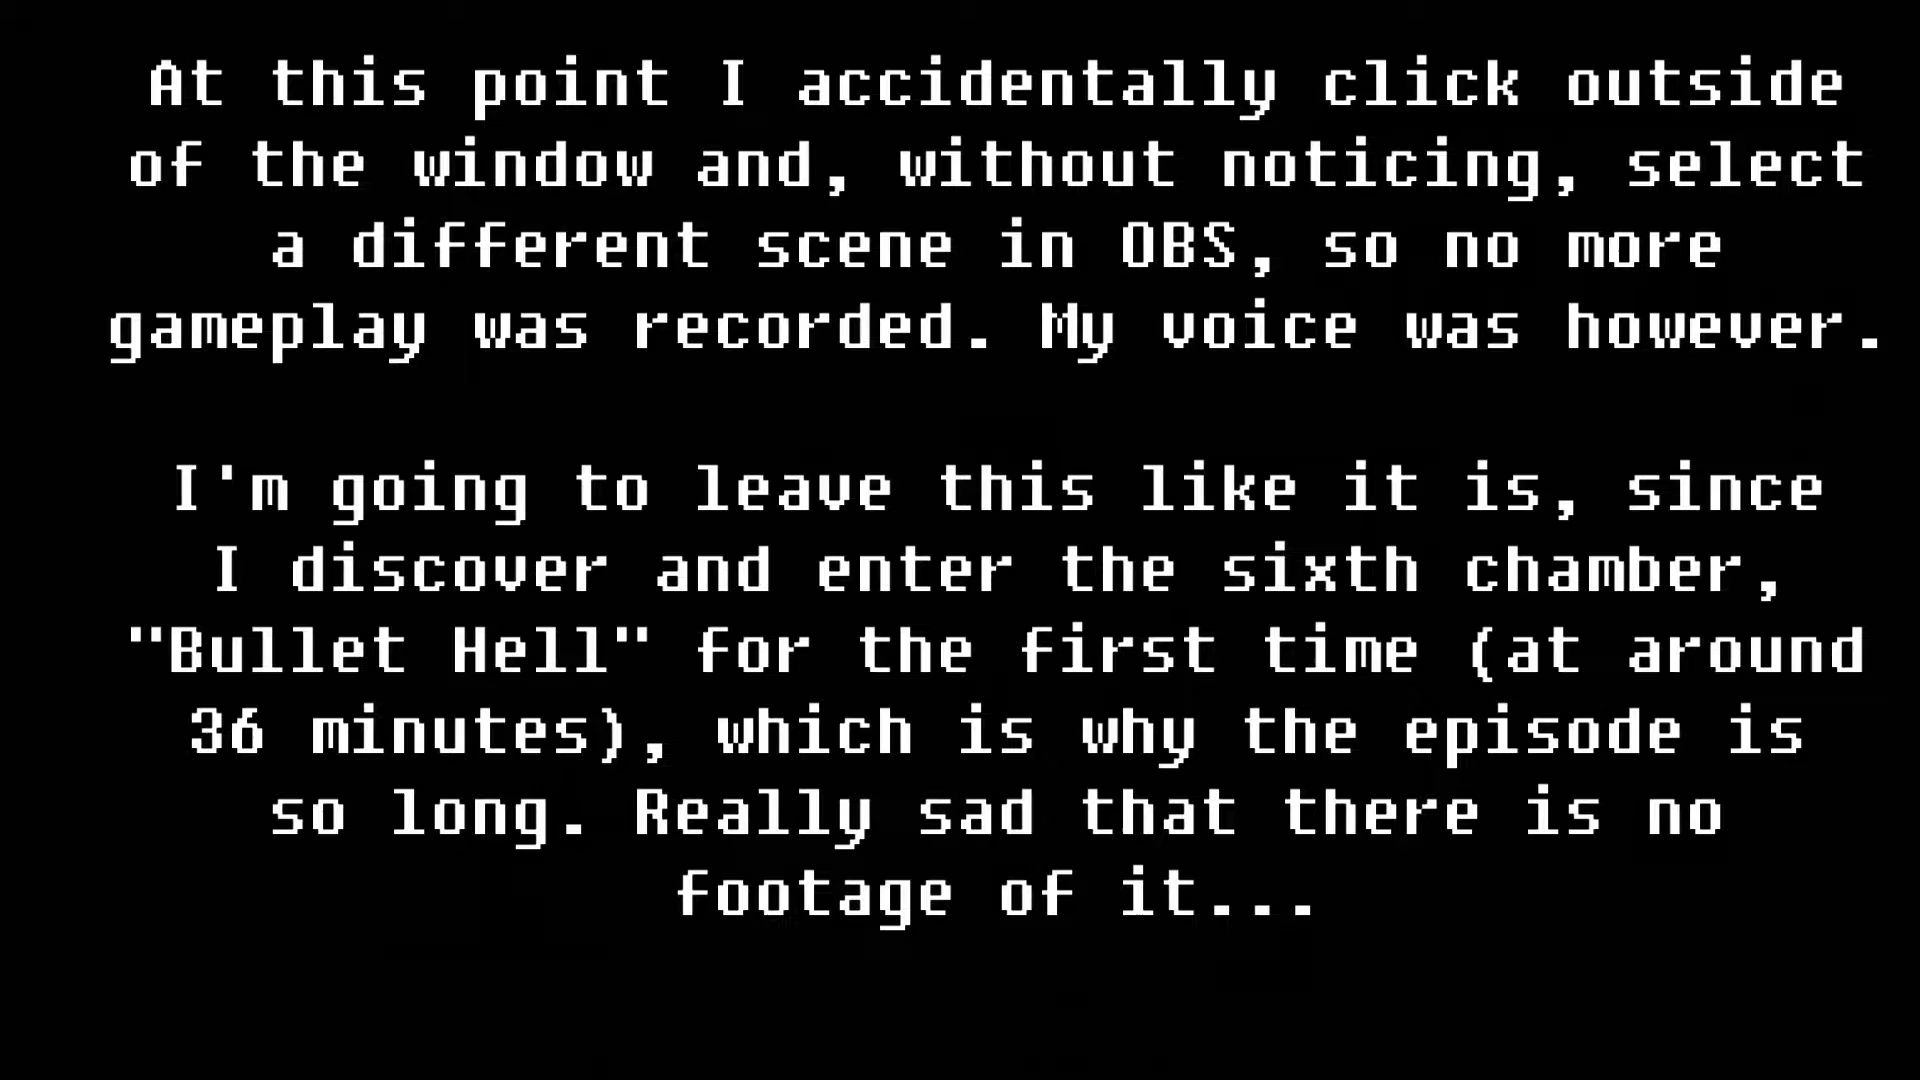 At this point I accidentally click outside
of the window and, without noticing, select
a different scene in OBS, so no more
gameplay was recorded. My voice was however.
I'm going to leave this like it is, since
I discover and enter the sixth chamber,
"Bullet Hell" for the first time (at around
36 minutes), which is why the episode is
so long. Really sad that there is no
footage of it...